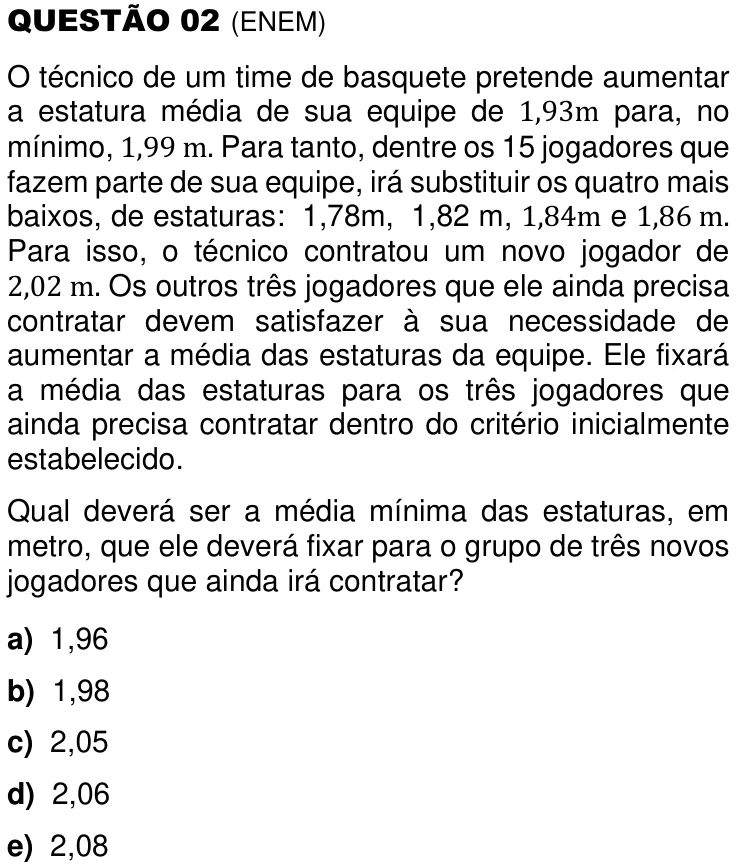 QUESTÃO 02 (ENEM)
O técnico de um time de basquete pretende aumentar
a estatura média de sua equipe de 1,93m para, no
mínimo, 1,99 m. Para tanto, dentre os 15 jogadores que
fazem parte de sua equipe, irá substituir os quatro mais
baixos, de estaturas: 1,78m, 1,82 m, 1,84m e 1,86 m.
Para isso, o técnico contratou um novo jogador de
2,02 m. Os outros três jogadores que ele ainda precisa
contratar devem satisfazer à sua necessidade de
aumentar a média das estaturas da equipe. Ele fixará
a média das estaturas para os três jogadores que
ainda precisa contratar dentro do critério inicialmente
estabelecido.
Qual deverá ser a média mínima das estaturas, em
metro, que ele deverá fixar para o grupo de três novos
jogadores que ainda irá contratar?
a) 1,96
b) 1,98
c) 2,05
d) 2,06
e) 2,08